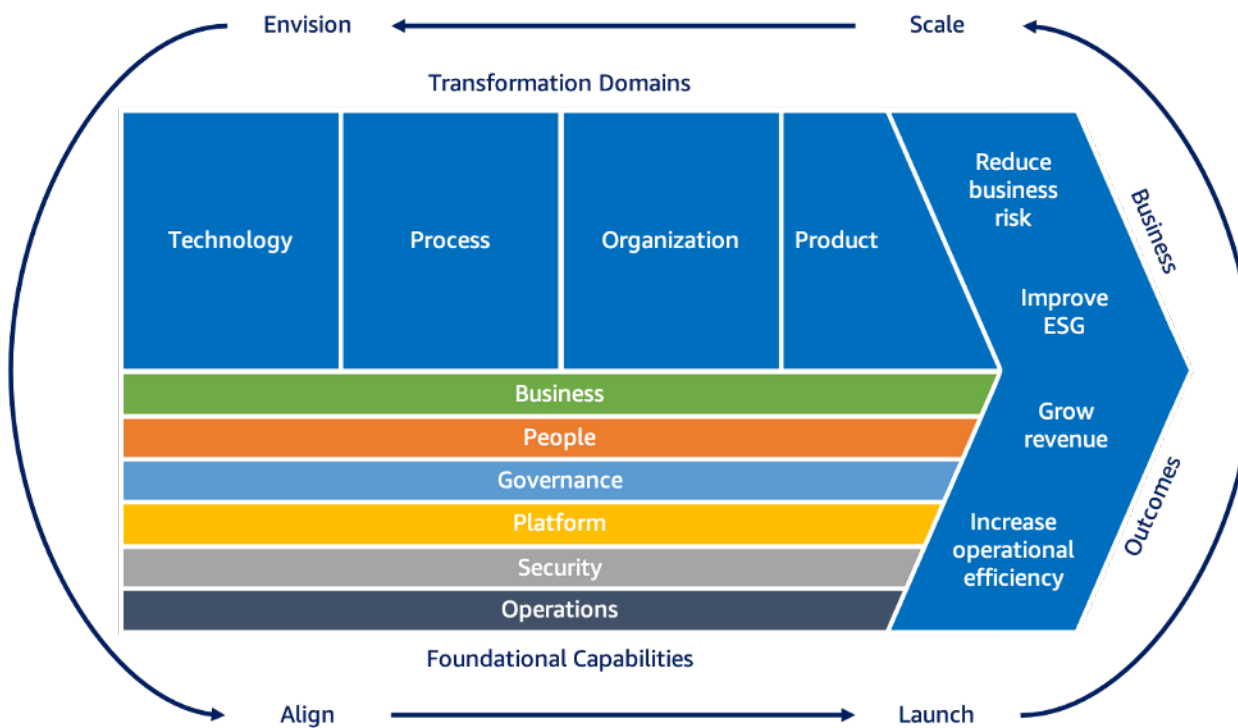 Envision
Scale
Transformation Domains
Technology
Process
Organization
Product
Reduce
business
risk
Improve
ESG
Grow
revenue
Increase
operational
efficiency
Business
Outcomes
Business
People
Governance
Platform
Security
Operations
Foundational Capabilities
Align
Launch